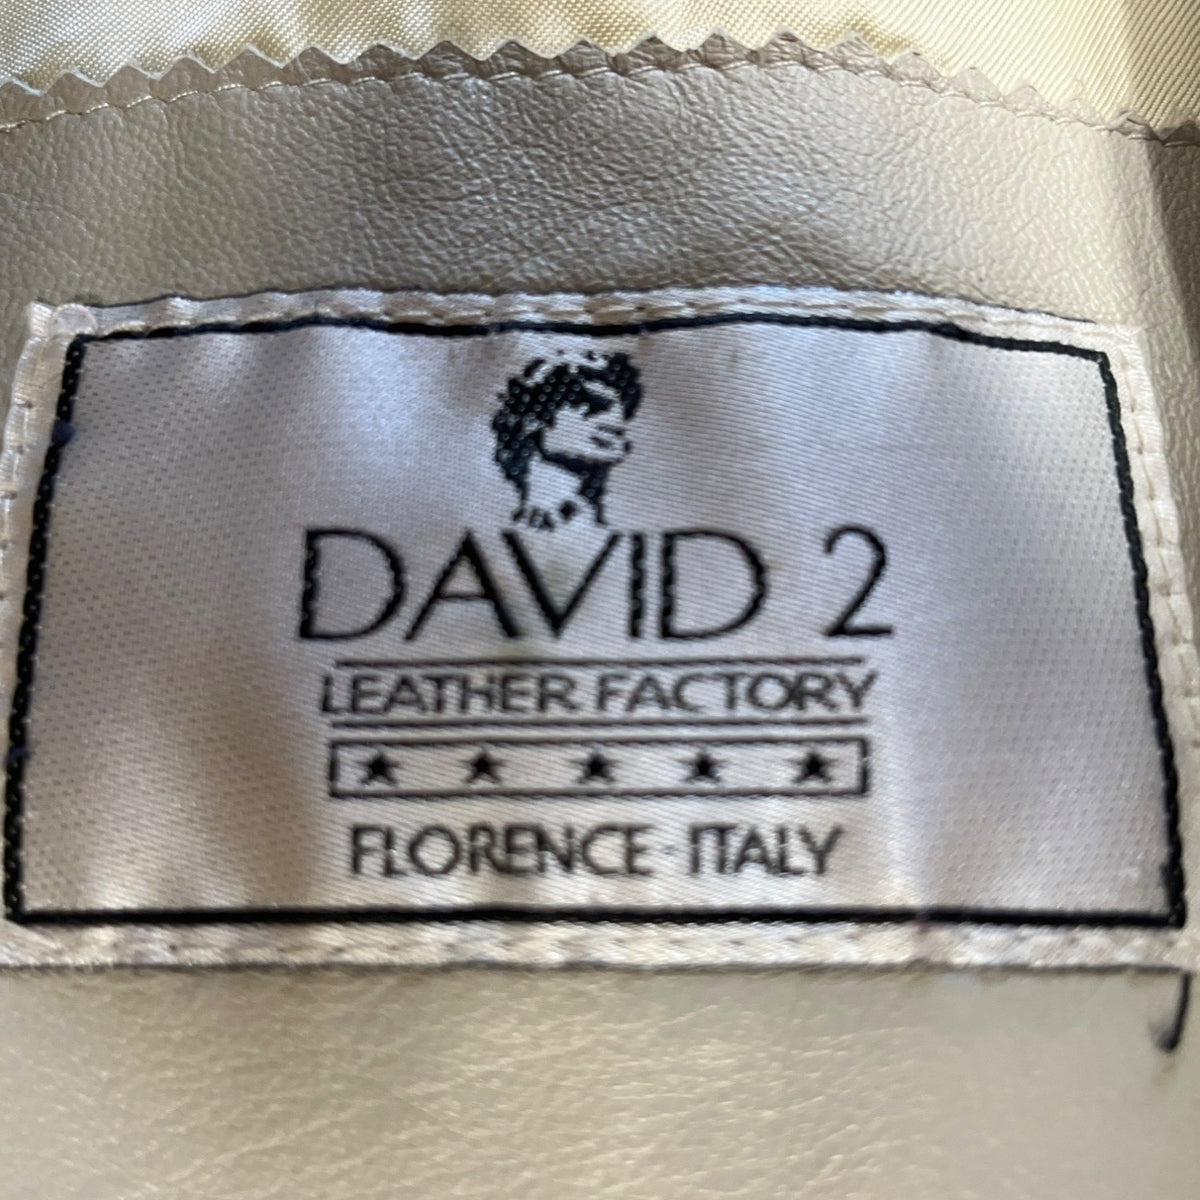 DAVID 2
LEATHER FACTORY
★ ★ ★ ★ ★
FLORENCE - ITALY